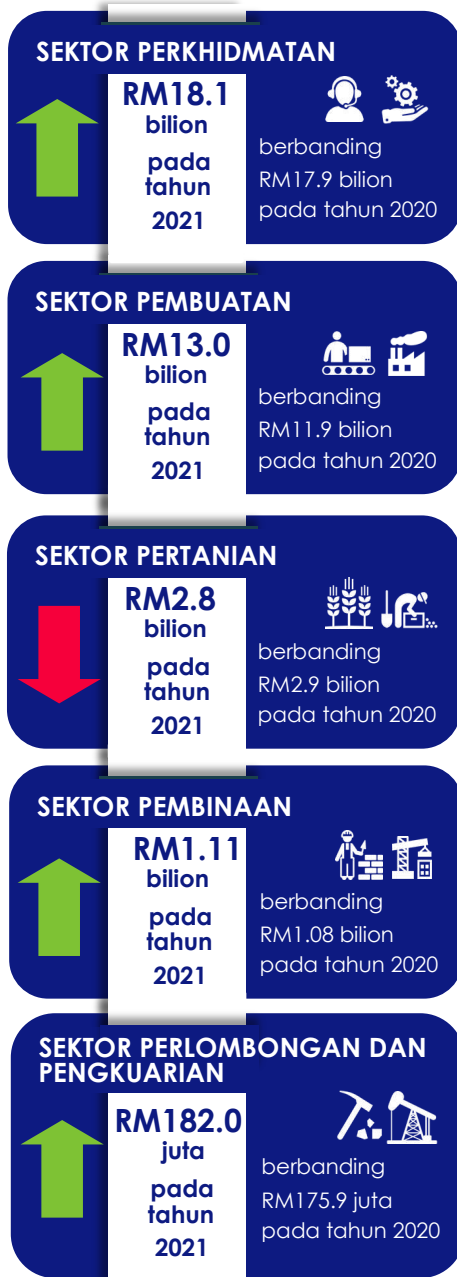 SEKTOR PERKHIDMATAN
RM18.1
bilion
pada
tahun
2021
berbanding
RM17.9 bilion
pada tahun 2020
SEKTOR PEMBUATAN
RM13.0
bilion
pada
tahun
2021
berbanding
RM11.9 bilion
pada tahun 2020
SEKTOR PERTANIAN
RM2.8
bilion
pada
tahun
2021
berbanding
RM2.9 bilion
pada tahun 2020
SEKTOR PEMBINAAN
RM1.11
bilion
pada
tahun
2021
berbanding
RM1.08 bilion
pada tahun 2020
SEKTOR PERLOMBONGAN DAN
PENGKUARIAN
RM182.0
juta
pada
tahun
2021
berbanding
RM175.9 juta
pada tahun 2020